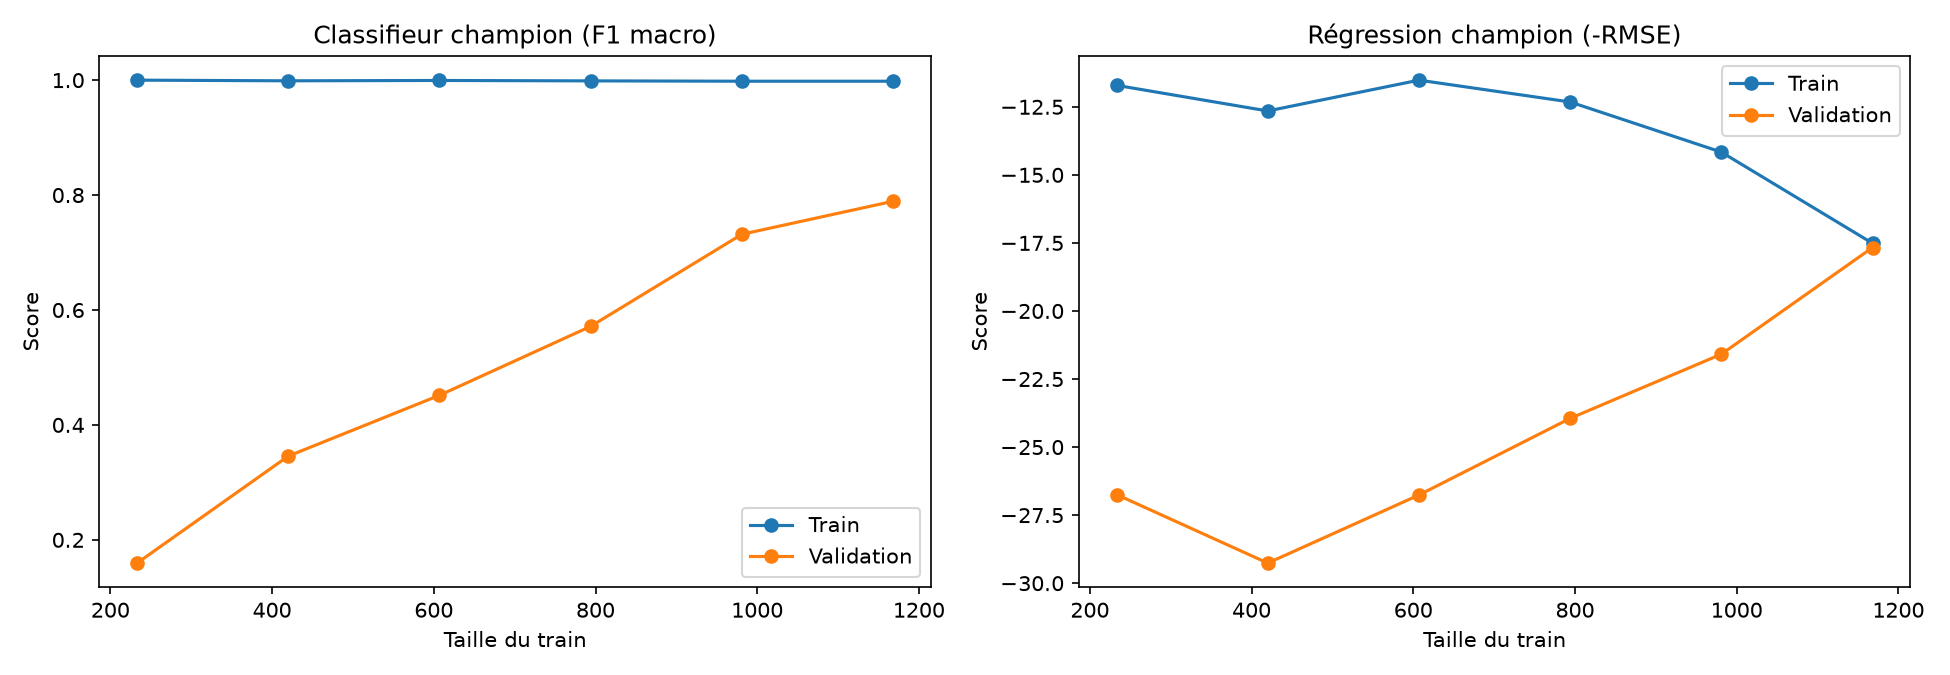 Classifieur champion (F1 macro)
1.0
0.8
0.6
0.4
0.2
Score
200 400 600 800 1000 1200
Taille du train
Train
Validation
Régression champion (-RMSE)
−12.5
−15.0
−17.5
−20.0
−22.5
−25.0
−27.5
−30.0
Score
200 400 600 800 1000 1200
Taille du train
Train
Validation